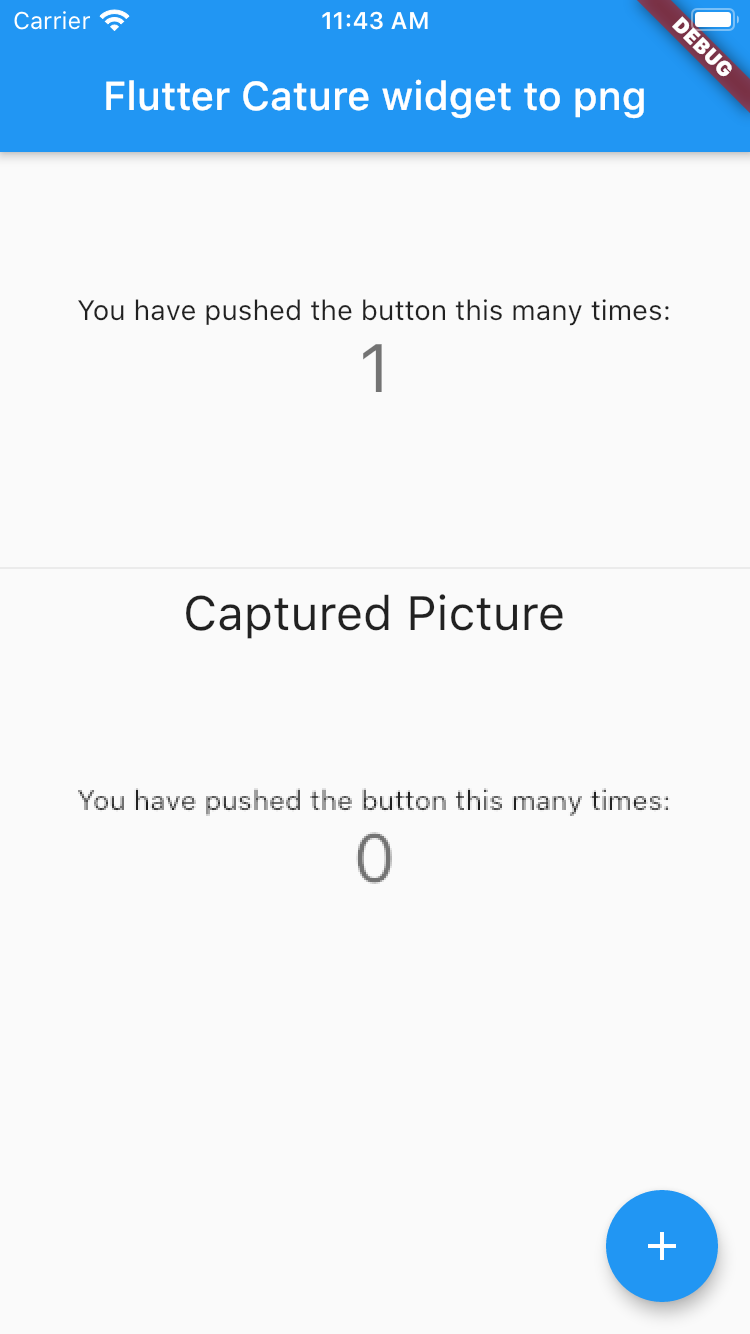 Carrier 11:43 AM
DEBUG
Flutter Cature widget to png
You have pushed the button this many times:
1
Captured Picture
You have pushed the button this many times:
0
+